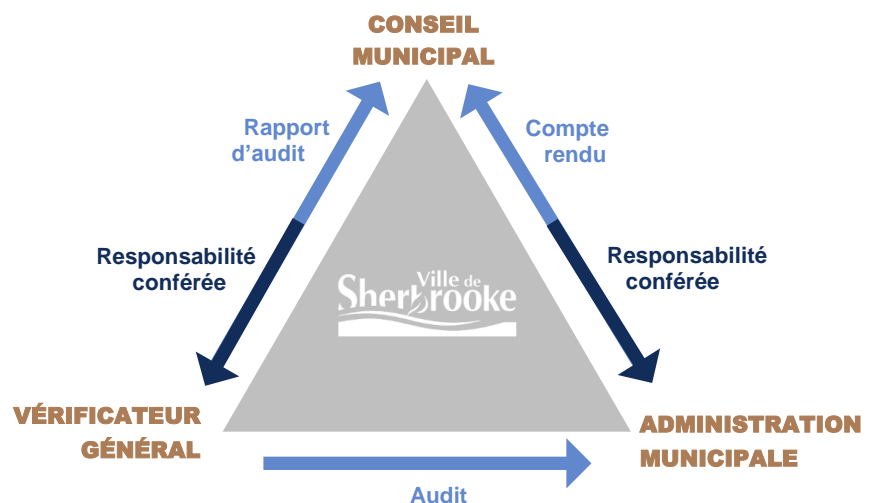 CONSEIL
MUNICIPAL
Rapport
d'audit
Compte
rendu
Responsabilité
conférée
Responsabilité
conférée
Ville de
Sherbrooke
VÉRIFICATEUR
GÉNÉRAL
ADMINISTRATION
MUNICIPALE
Audit